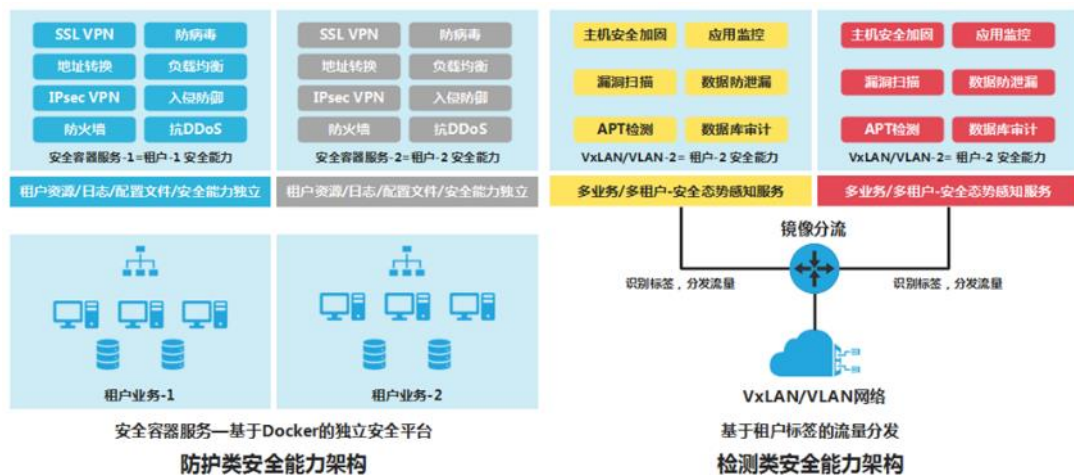 SSL VPN 防病毒
地址转换 负载均衡
IPsec VPN 入侵防御
防火墙 抗DDoS
安全容器服务-1=租户-1 安全能力
租户资源/日志/配置文件/安全能力独立
SSL VPN 防病毒
地址转换 负载均衡
IPsec VPN 入侵防御
防火墙 抗DDoS
安全容器服务-2=租户-2 安全能力
租户资源/日志/配置文件/安全能力独立
租户业务-1
租户业务-2
安全容器服务—基于Docker的独立安全平台
防护类安全能力架构
主机安全加固 应用监控
漏洞扫描 数据防泄漏
APT检测 数据库审计
VxLAN/VLAN-2= 租户-2 安全能力
多业务/多租户-安全态势感知服务
主机安全加固 应用监控
漏洞扫描 数据防泄漏
APT检测 数据库审计
VxLAN/VLAN-2= 租户-2 安全能力
多业务/多租户-安全态势感知服务
镜像分流
识别标签，分发流量
识别标签，分发流量
VxLAN/VLAN网络
基于租户标签的流量分发
检测类安全能力架构